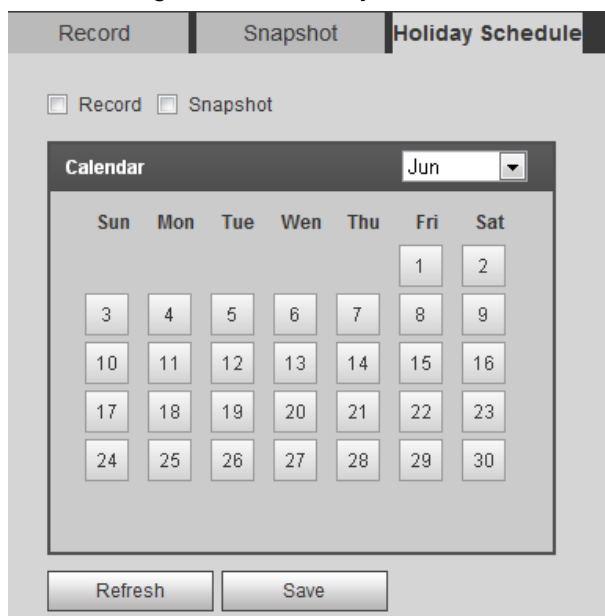 Record Snapshot Holiday Schedule
Record Snapshot
Calendar Jun
Sun Mon Tue Wen Thu Fri Sat
1 2
3 4 5 6 7 8 9
10 11 12 13 14 15 16
17 18 19 20 21 22 23
24 25 26 27 28 29 30
Refresh Save